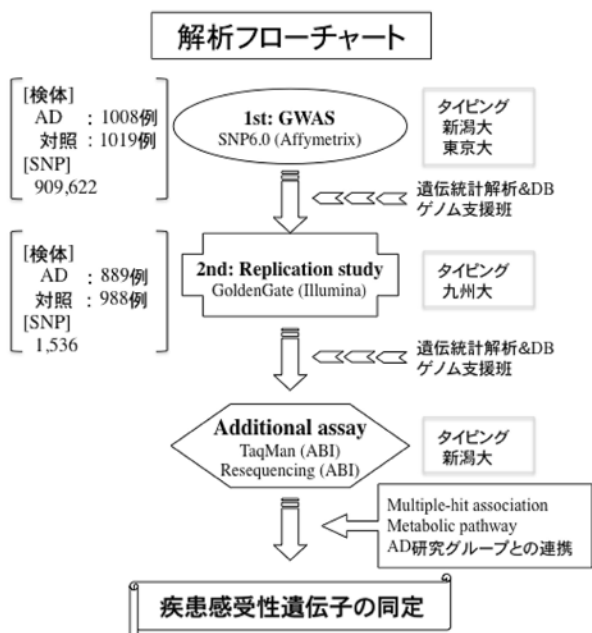 解析フローチャート
[検体]
AD : 1008例
対照 : 1019例
[SNP]
909,622
1st: GWAS
SNP6.0 (Affymetrix)
タイピング
新潟大
東京大
遺伝統計解析&DB
ゲノム支援班
[検体]
AD : 889例
対照 : 988例
[SNP]
1,536
2nd: Replication study
GoldenGate (Illumina)
タイピング
九州大
遺伝統計解析&DB
ゲノム支援班
Additional assay
TaqMan (ABI)
Resequencing (ABI)
タイピング
新潟大
Multiple-hit association
Metabolic pathway
AD研究グループとの連携
疾患感受性遺伝子の同定